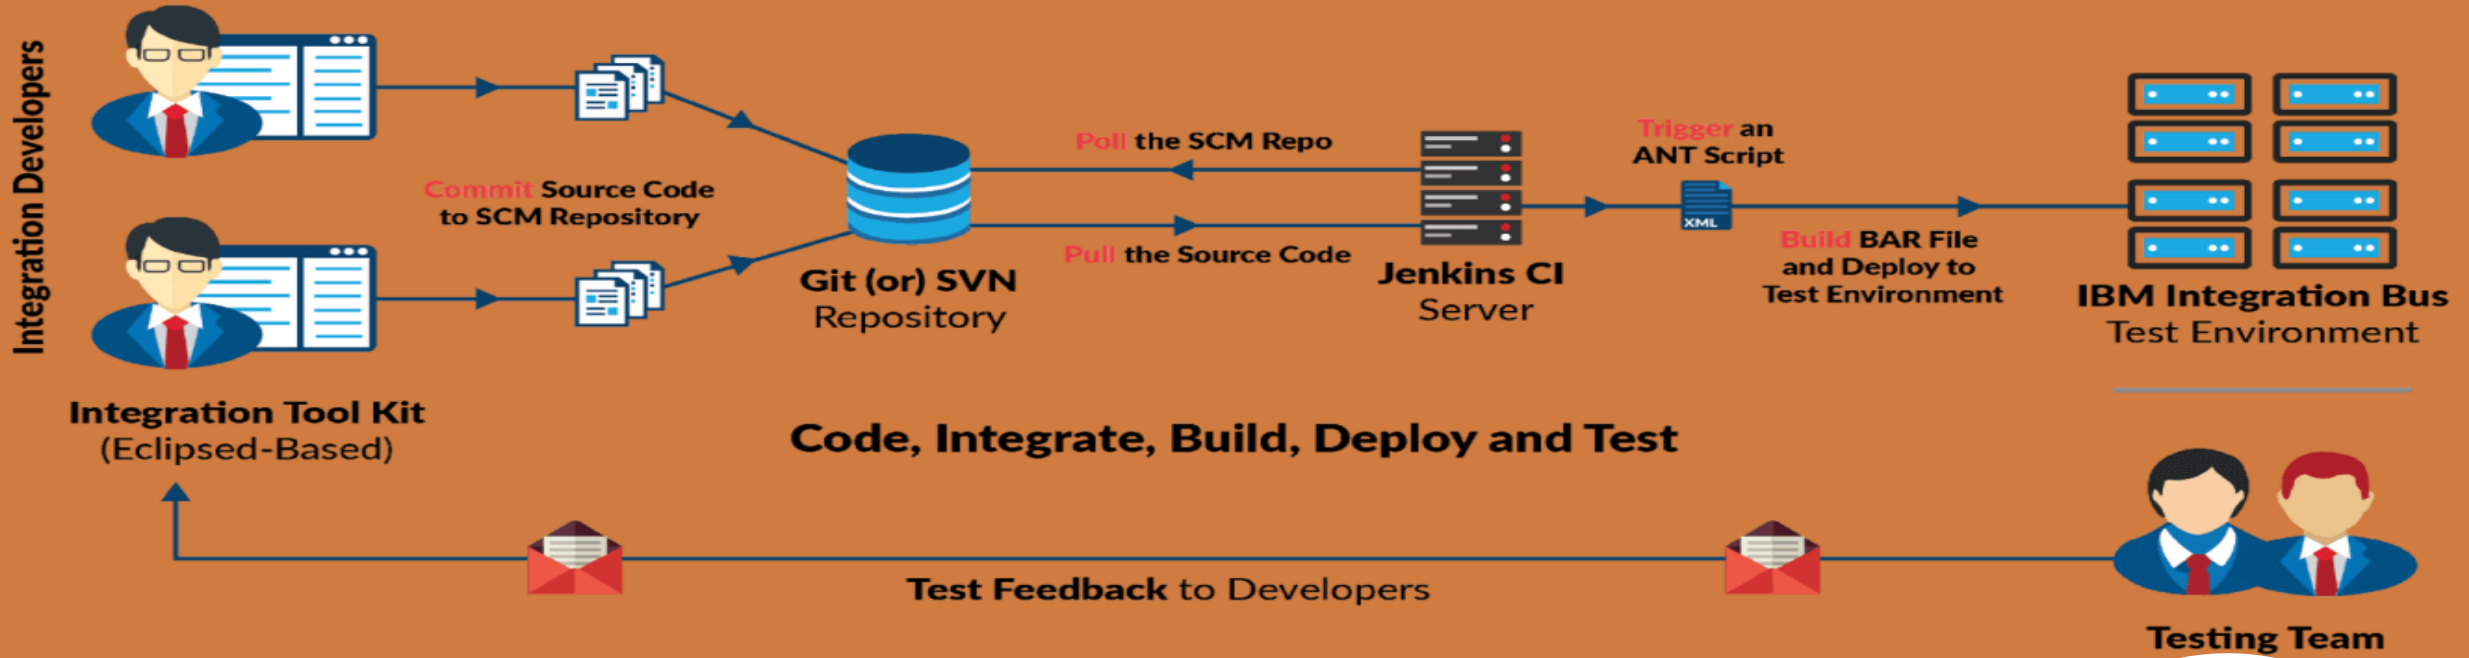 Integration Developers
Commit Source Code
to SCM Repository
Integration Tool Kit
(Eclipsed-Based)
Git (or) SVN
Repository
Poll the SCM Repo
Pull the Source Code
Jenkins CI
Server
Trigger an
ANT Script
XML
Build BAR File
and Deploy to
Test Environment
IBM Integration Bus
Test Environment
Code, Integrate, Build, Deploy and Test
Test Feedback to Developers
Testing Team